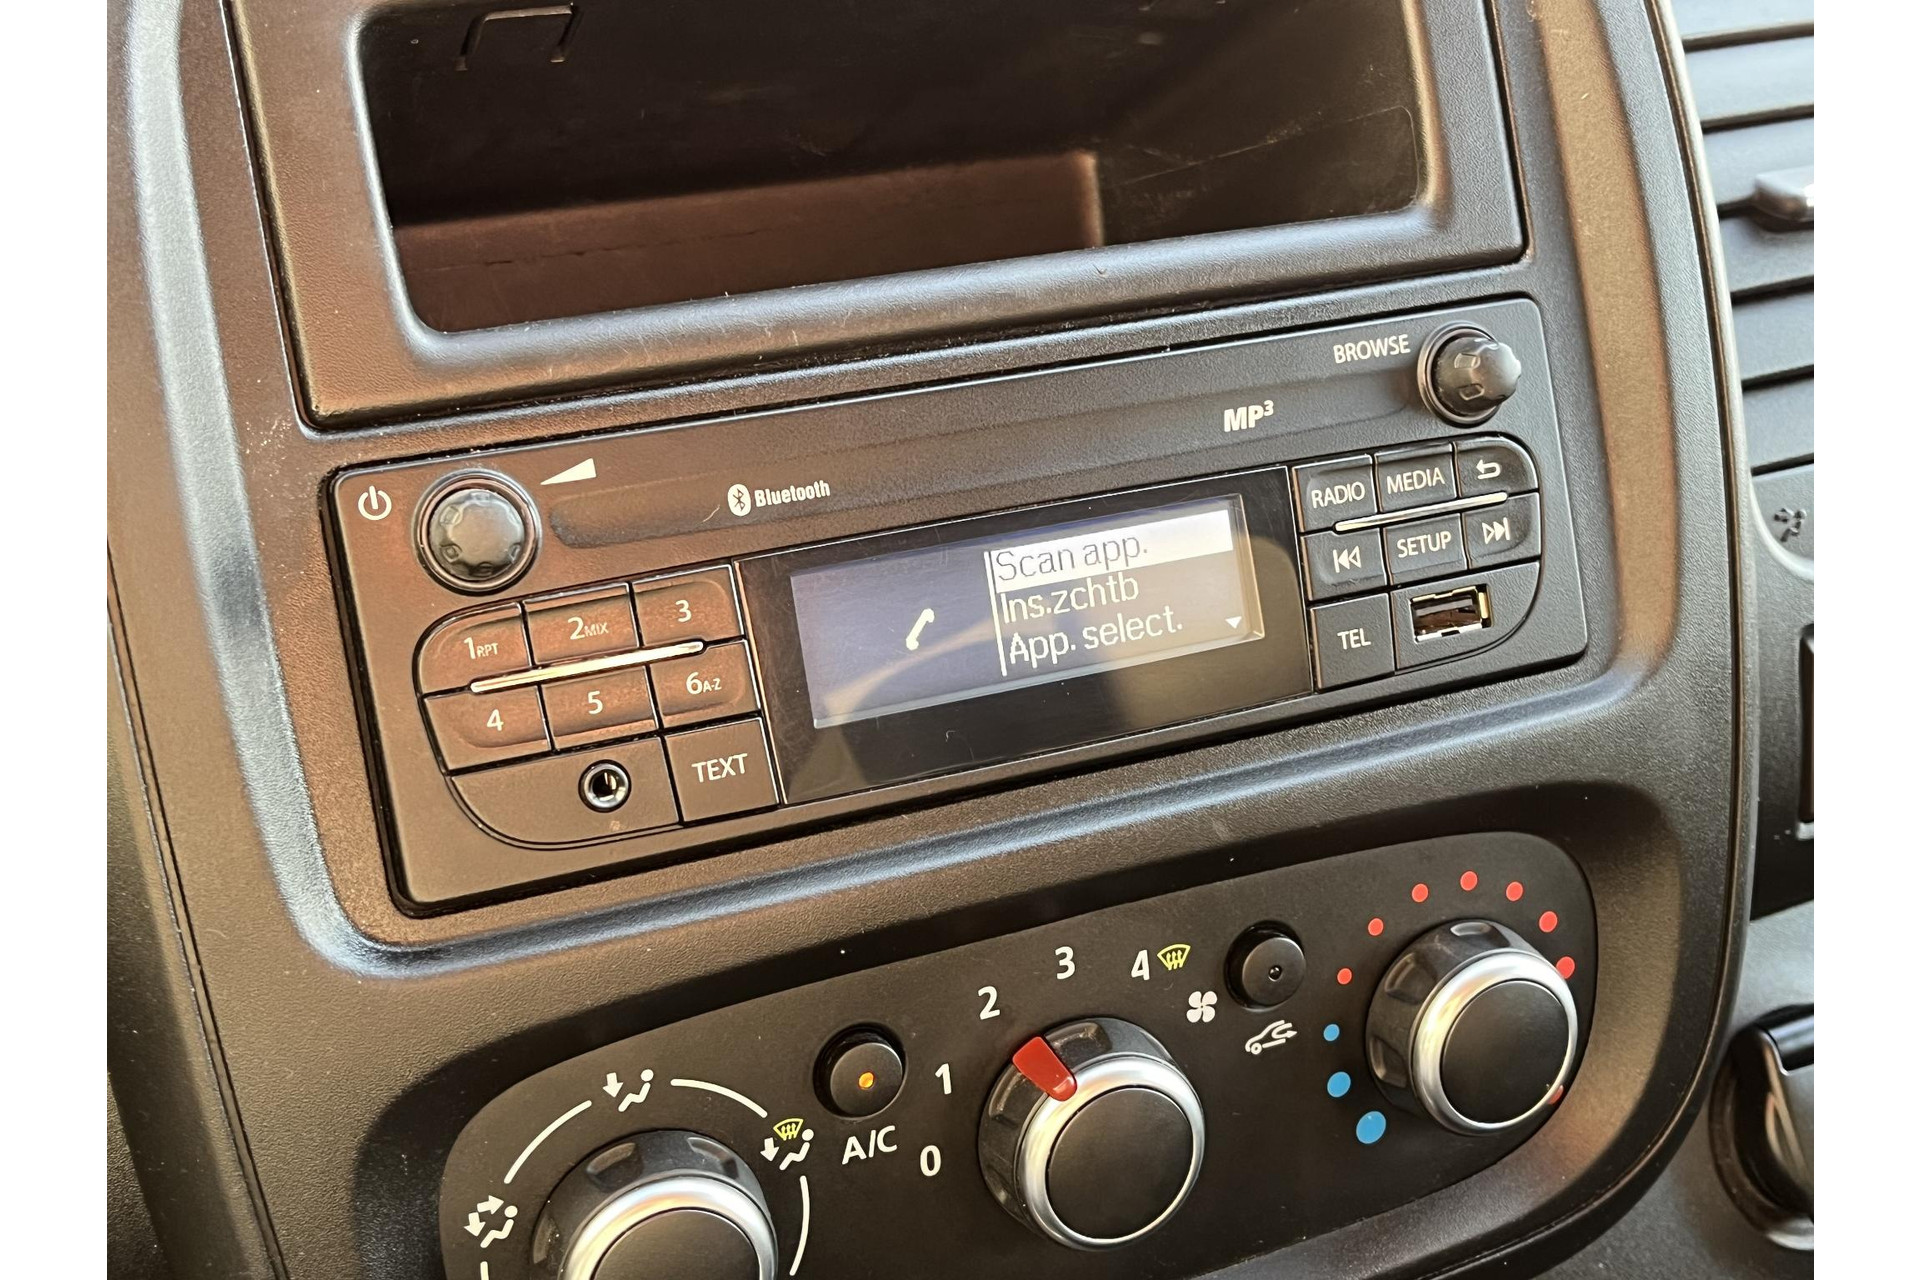 BROWSE
MP3
Bluetooth
RADIO
MEDIA
SETUP
TEL
Scan app.
Ins.zchtb
App. select.
1RPT
2MIX
3
4
5
6A-Z
TEXT
A/C
0
1
2
3
4